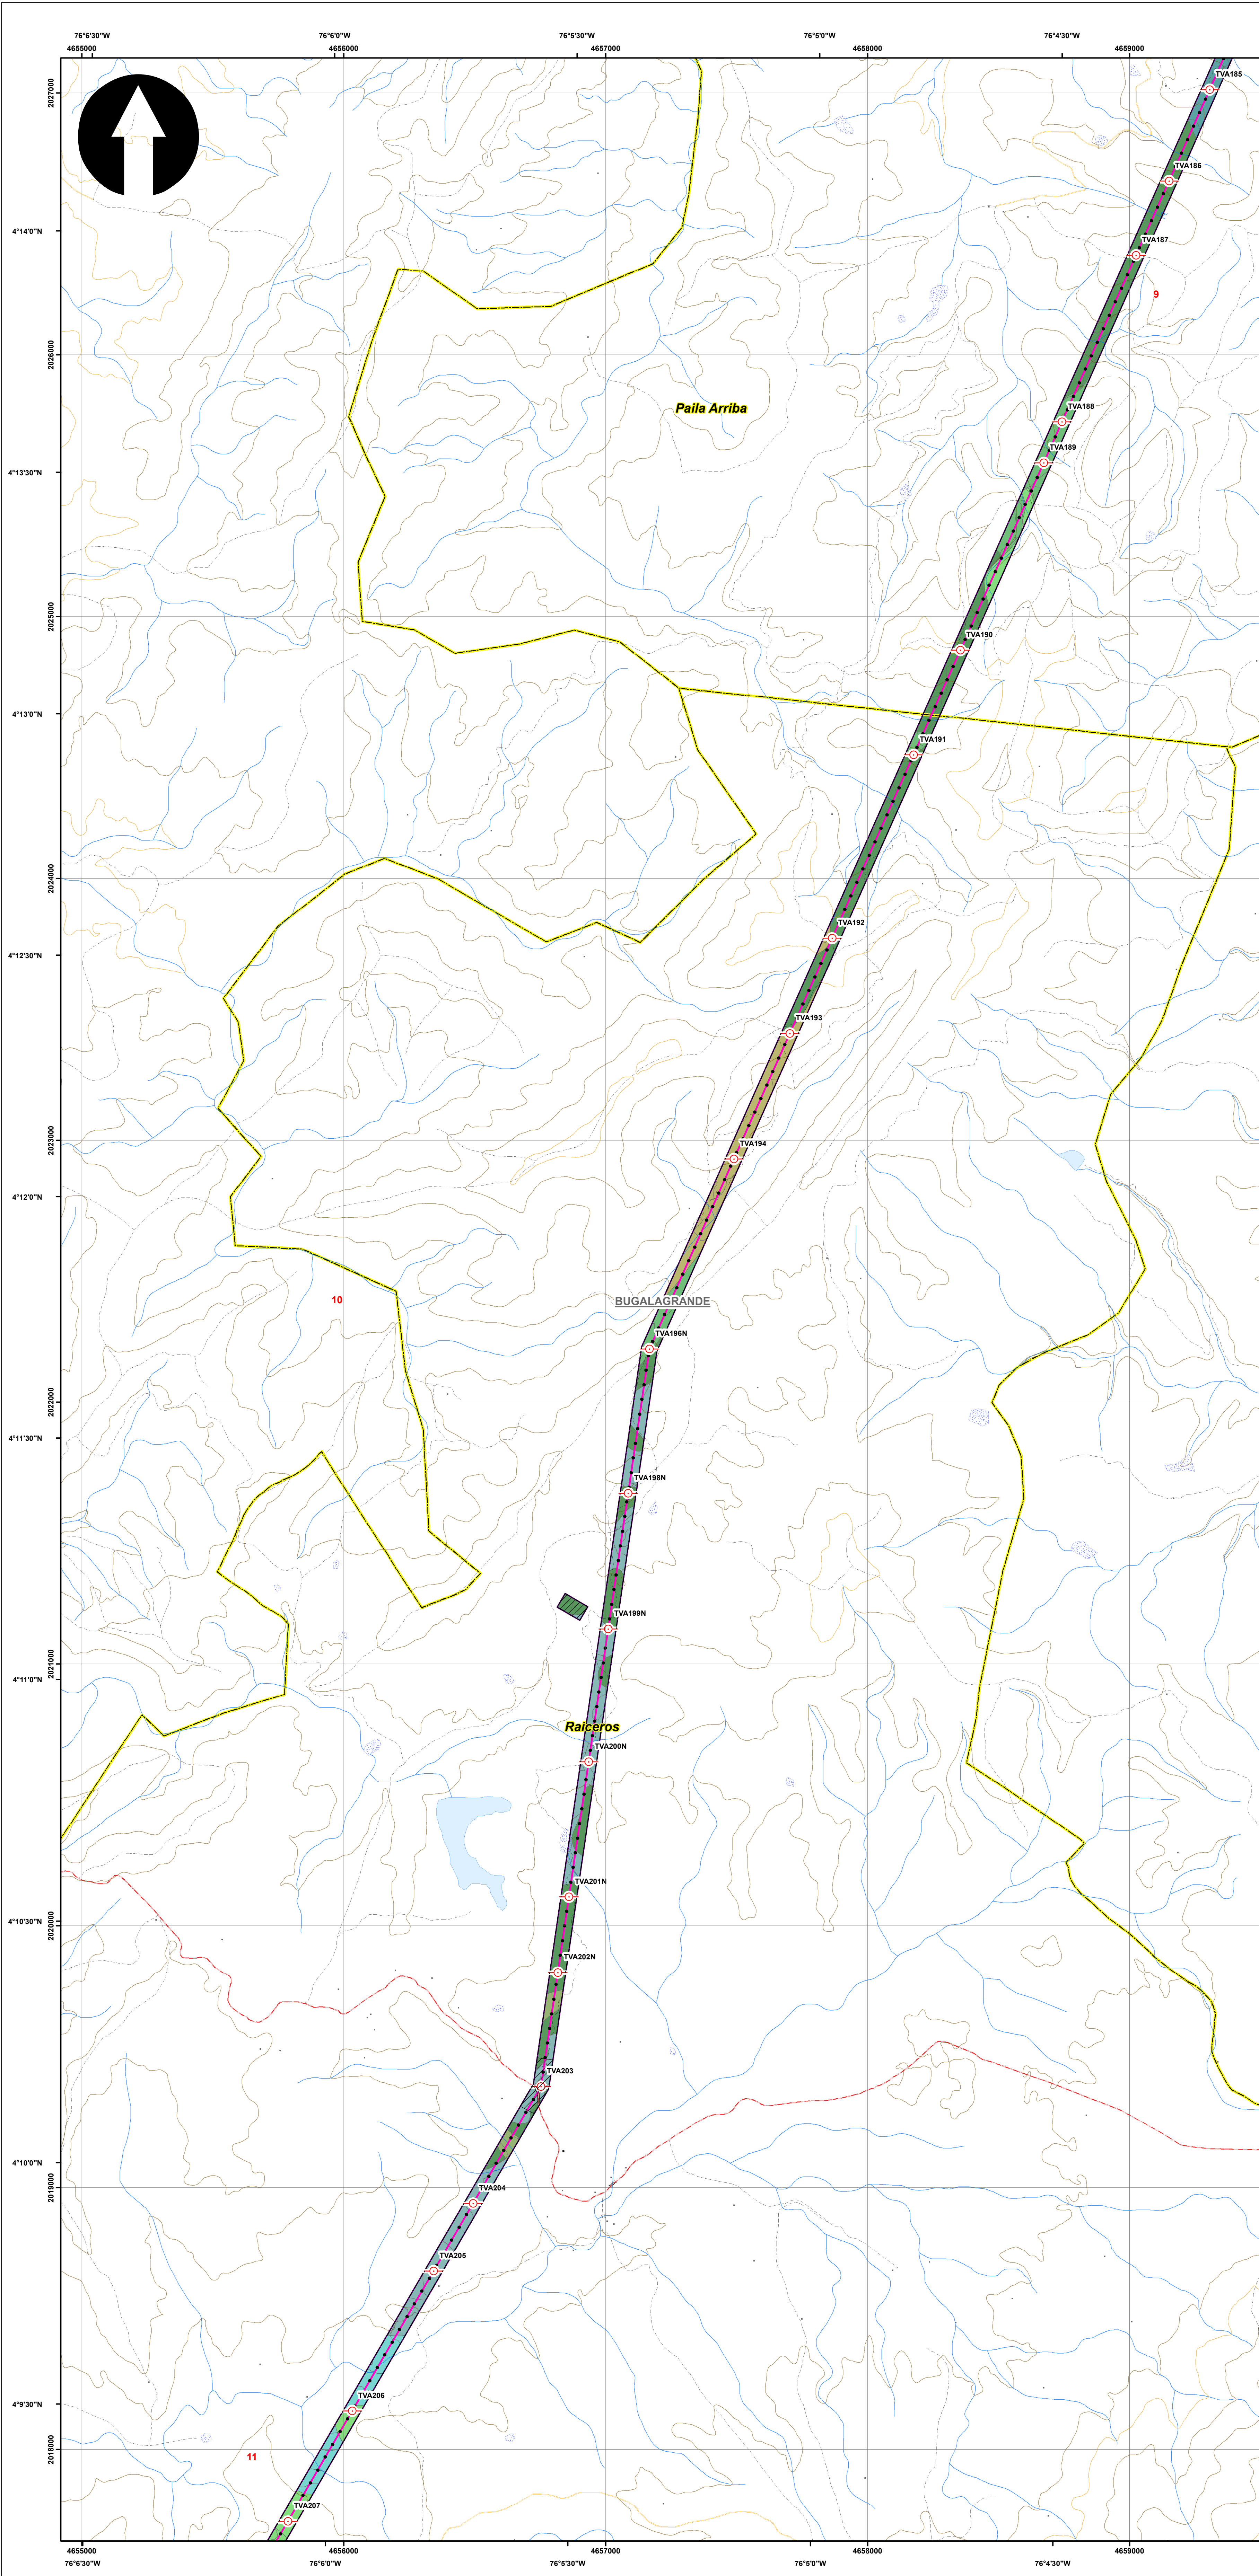 76°6'30"W 76°6'0"W 76°5'30"W 76°5'0"W 76°4'30"W
4655000 4656000 4657000 4658000 4659000
TVA185
2027000
TVA186
4°14'0"N
TVA187
9
2026000
Paila Arriba
TVA188
TVA189
4°13'30"N
2025000
TVA190
4°13'0"N
TVA191
2024000
TVA192
4°12'30"N
TVA193
2023000
TVA194
4°12'0"N
10
BUGALAGRANDE
TVA196N
2022000
4°11'30"N
TVA198N
TVA199N
2021000
4°11'0"N
Raiceros
TVA200N
TVA201N
4°10'30"N
2020000
TVA202N
TVA203
4°10'0"N
2019000
TVA204
TVA205
TVA206
4°9'30"N
2018000
11
TVA207
4655000 4656000 4657000 4658000 4659000
76°6'30"W 76°6'0"W 76°5'30"W 76°5'0"W 76°4'30"W